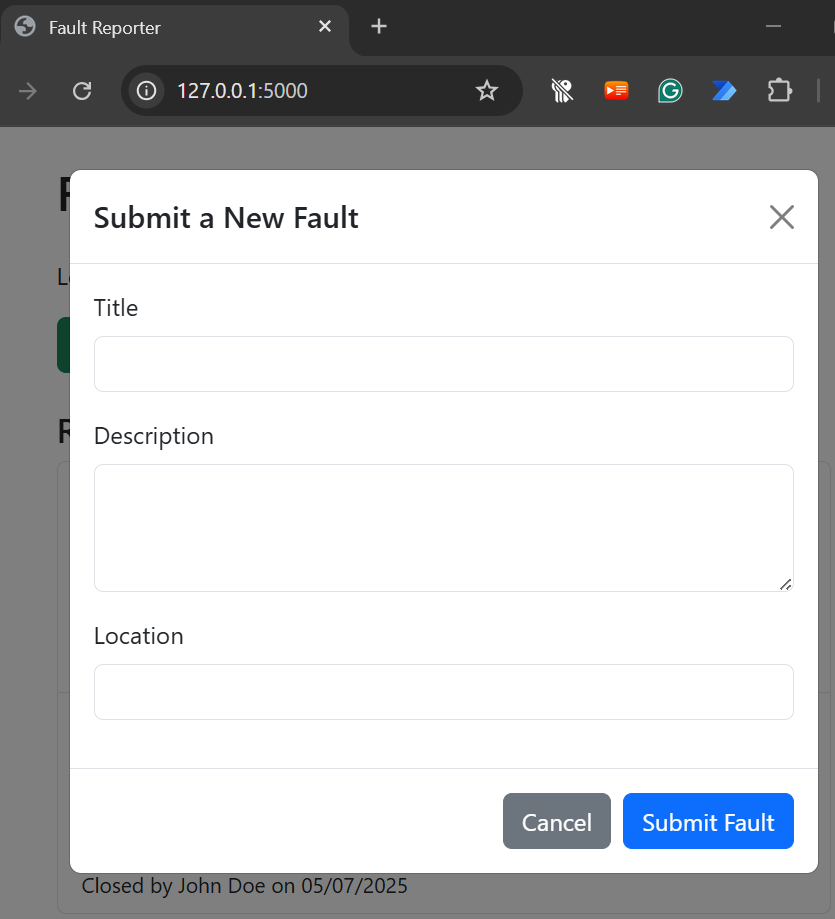 Fault Reporter
127.0.0.1:5000
Submit a New Fault
Title
Description
Location
Cancel
Submit Fault
Closed by John Doe on 05/07/2025